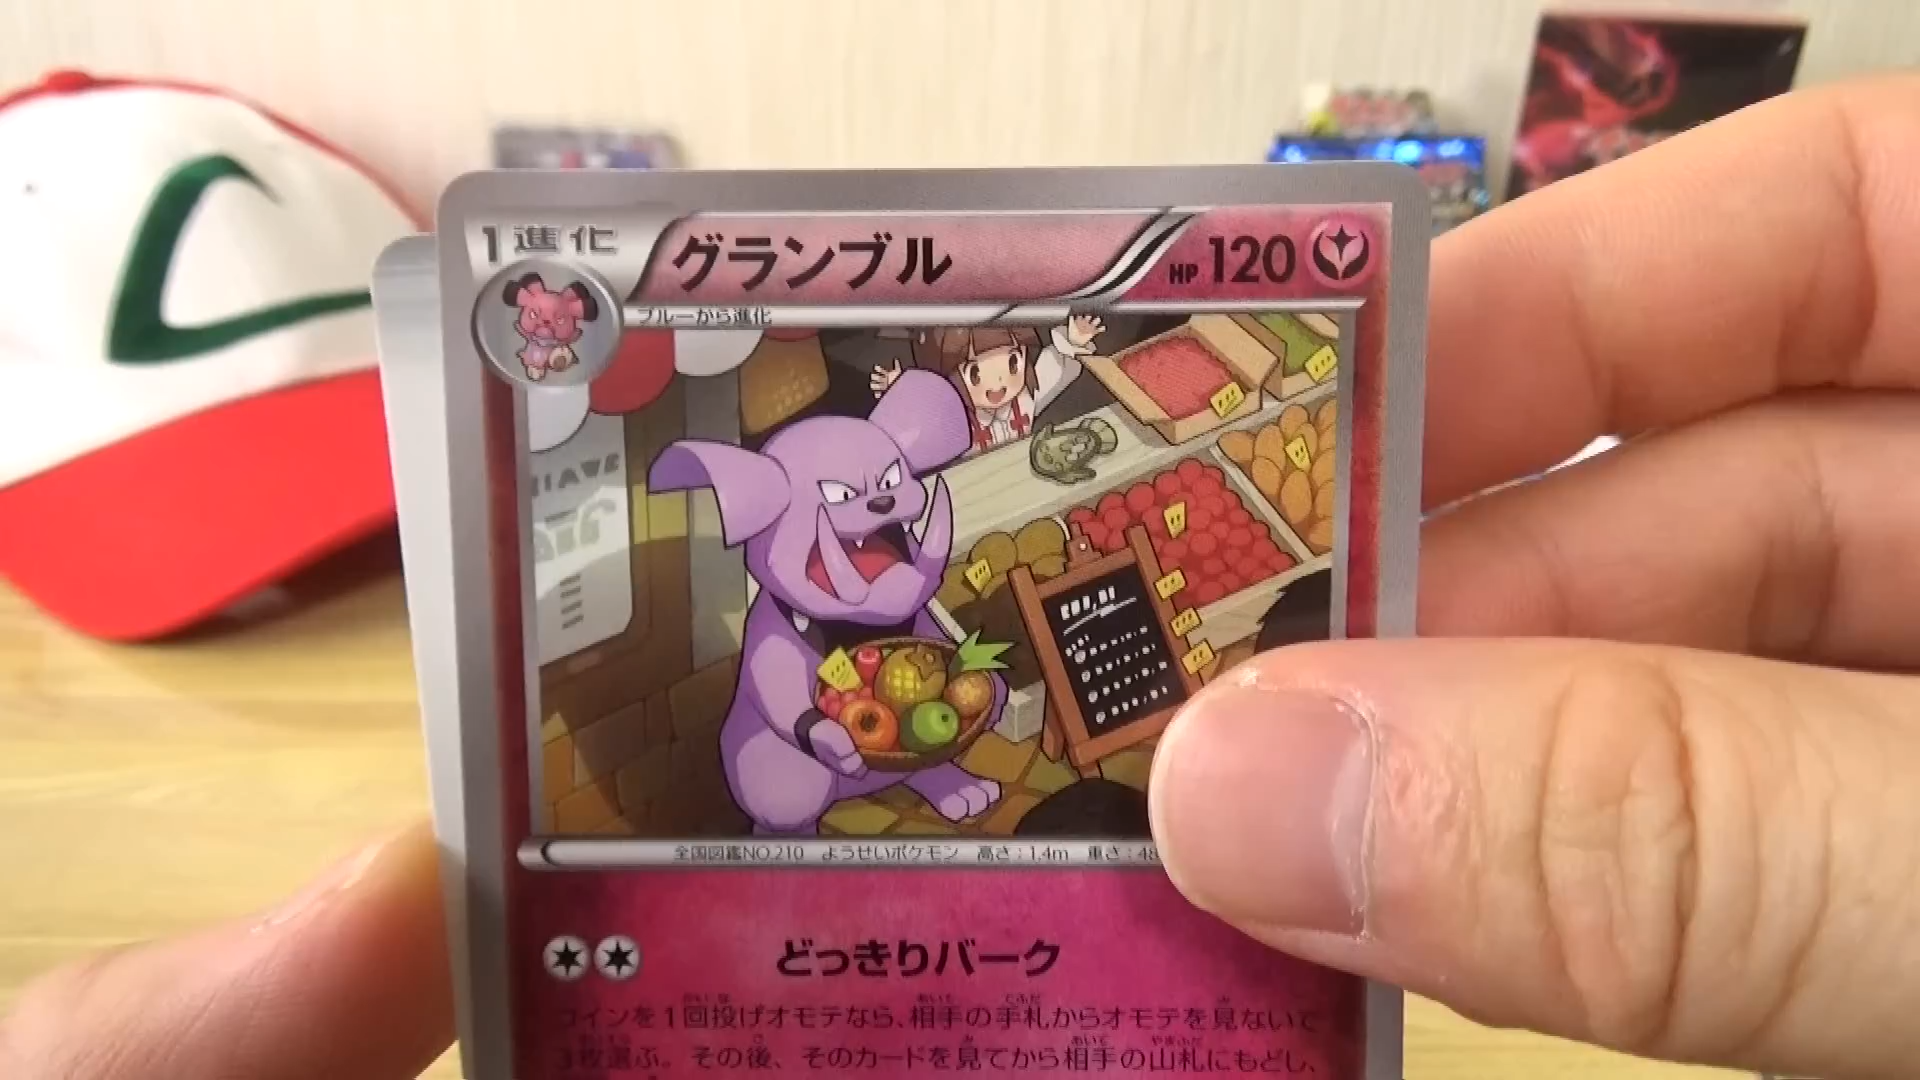 1進化
グランブル
HP 120
ブルーから進化
全国図鑑NO.210 ようせいポケモン 高さ：1.4m 重さ：48
どっきりバーク
コインを1回投げオモテなら、相手の手札からオモテを見ないで
3枚選ぶ。その後、そのカードを見てから相手の山札にもどし、